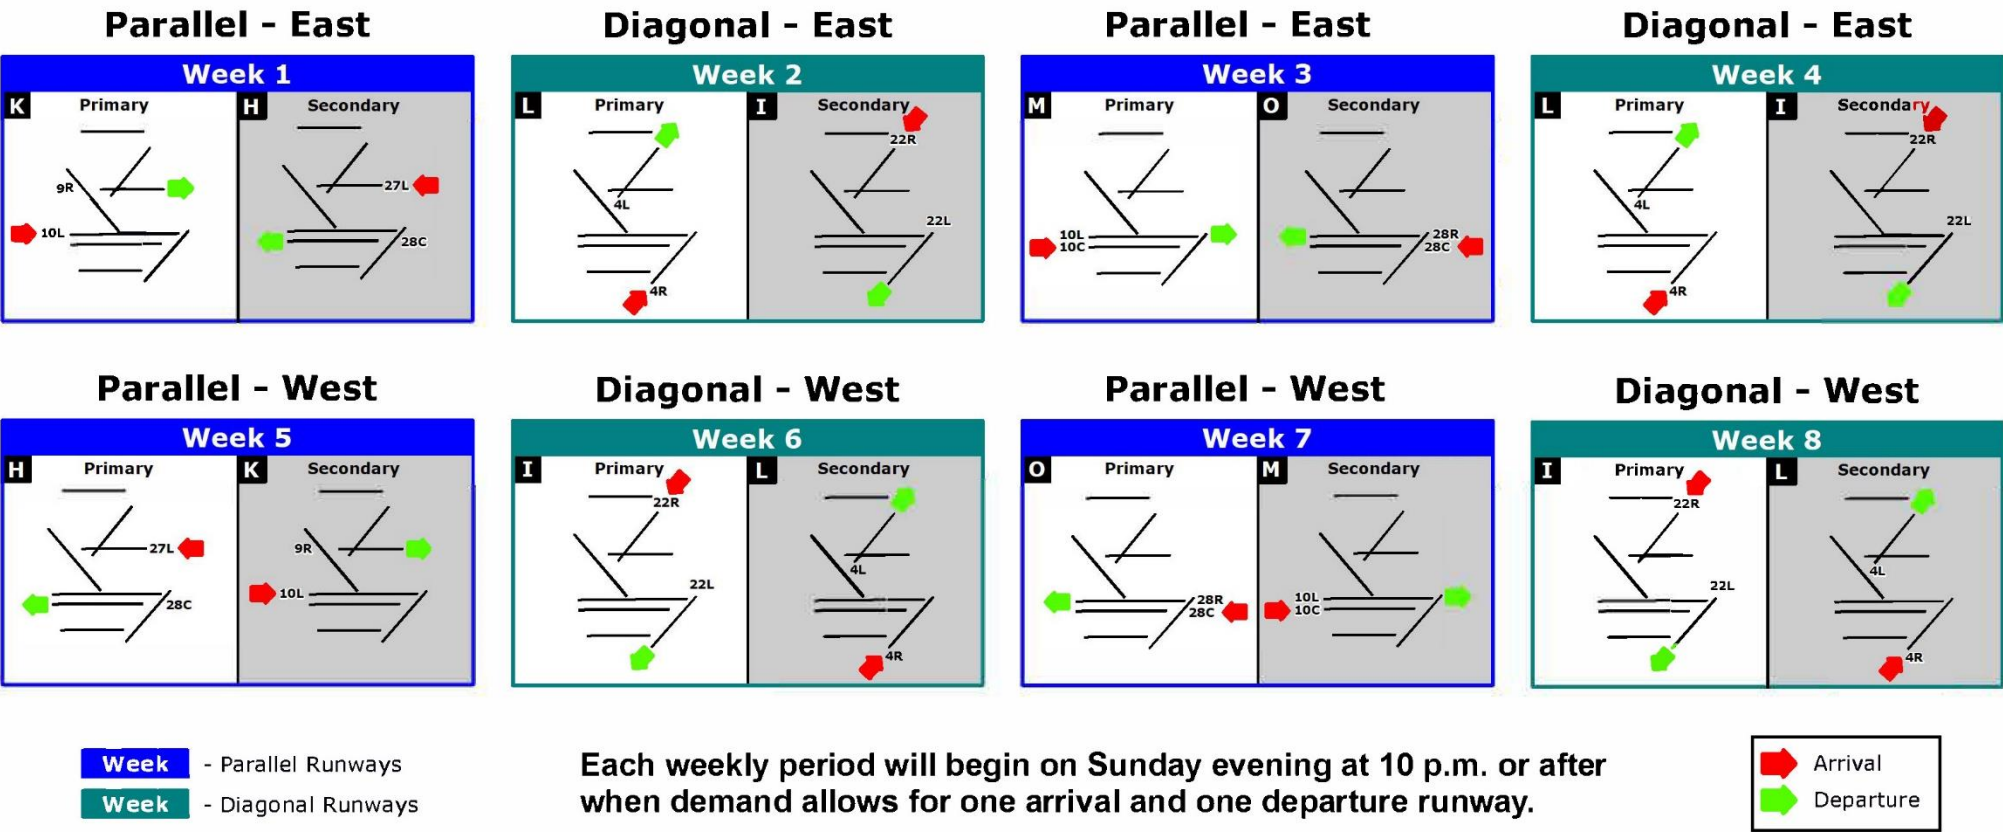 Parallel - East
Diagonal - East
Parallel - East
Diagonal - East
Week 1
K
Primary
9R
10L
H
Secondary
27L
28C
Week 2
L
Primary
4L
4R
I
Secondary
22R
22L
Week 3
M
Primary
10L
10C
O
Secondary
28R
28C
Week 4
L
Primary
4L
4R
I
Secondary
22R
22L
Parallel - West
Diagonal - West
Parallel - West
Diagonal - West
Week 5
H
Primary
27L
28C
K
Secondary
9R
10L
Week 6
I
Primary
22R
22L
L
Secondary
4L
4R
Week 7
O
Primary
28R
28C
M
Secondary
10L
10C
Week 8
I
Primary
22R
22L
L
Secondary
4L
4R
Week - Parallel Runways
Week - Diagonal Runways
Each weekly period will begin on Sunday evening at 10 p.m. or after
when demand allows for one arrival and one departure runway.
Arrival
Departure